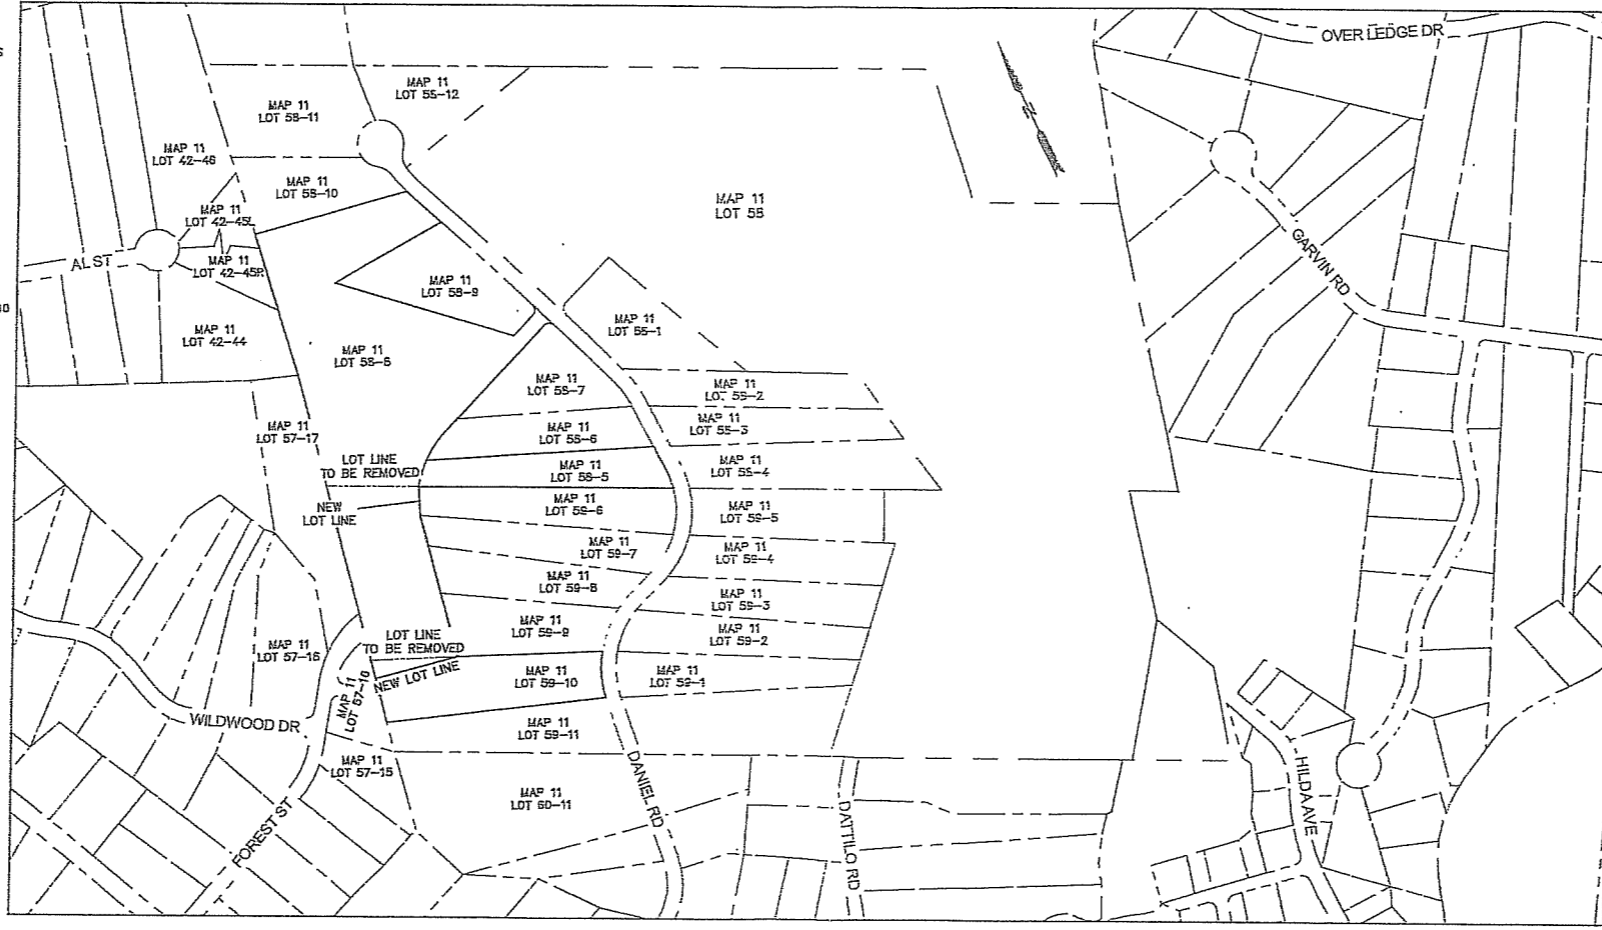 S
OVER LEDGE DR
MAP 11
LOT 58-12
MAP 11
LOT 58-11
MAP 11
LOT 42-46
MAP 11
LOT 58-10
MAP 11
LOT 58
MAP 11
LOT 42-45L
AL ST
MAP 11
LOT 42-45R
GARVIN RD
MAP 11
LOT 58-9
MAP 11
LOT 58-1
MAP 11
LOT 42-44
MAP 11
LOT 58-8
MAP 11
LOT 58-7
MAP 11
LOT 58-2
MAP 11
LOT 57-17
MAP 11
LOT 58-6
MAP 11
LOT 58-3
LOT LINE
TO BE REMOVED
MAP 11
LOT 58-5
MAP 11
LOT 58-4
NEW
LOT LINE
MAP 11
LOT 59-6
MAP 11
LOT 59-5
MAP 11
LOT 59-7
MAP 11
LOT 59-4
MAP 11
LOT 59-8
MAP 11
LOT 59-3
MAP 11
LOT 59-9
MAP 11
LOT 59-2
MAP 11
LOT 57-16
LOT LINE
TO BE REMOVED
NEW LOT LINE
MAP 11
LOT 59-10
MAP 11
LOT 59-1
MAP 11
LOT 57-10
WILDWOOD DR
MAP 11
LOT 59-11
MAP 11
LOT 57-15
MAP 11
LOT 60-11
DANIEL RD
DATTILO RD
HILDA AVE
FOREST ST